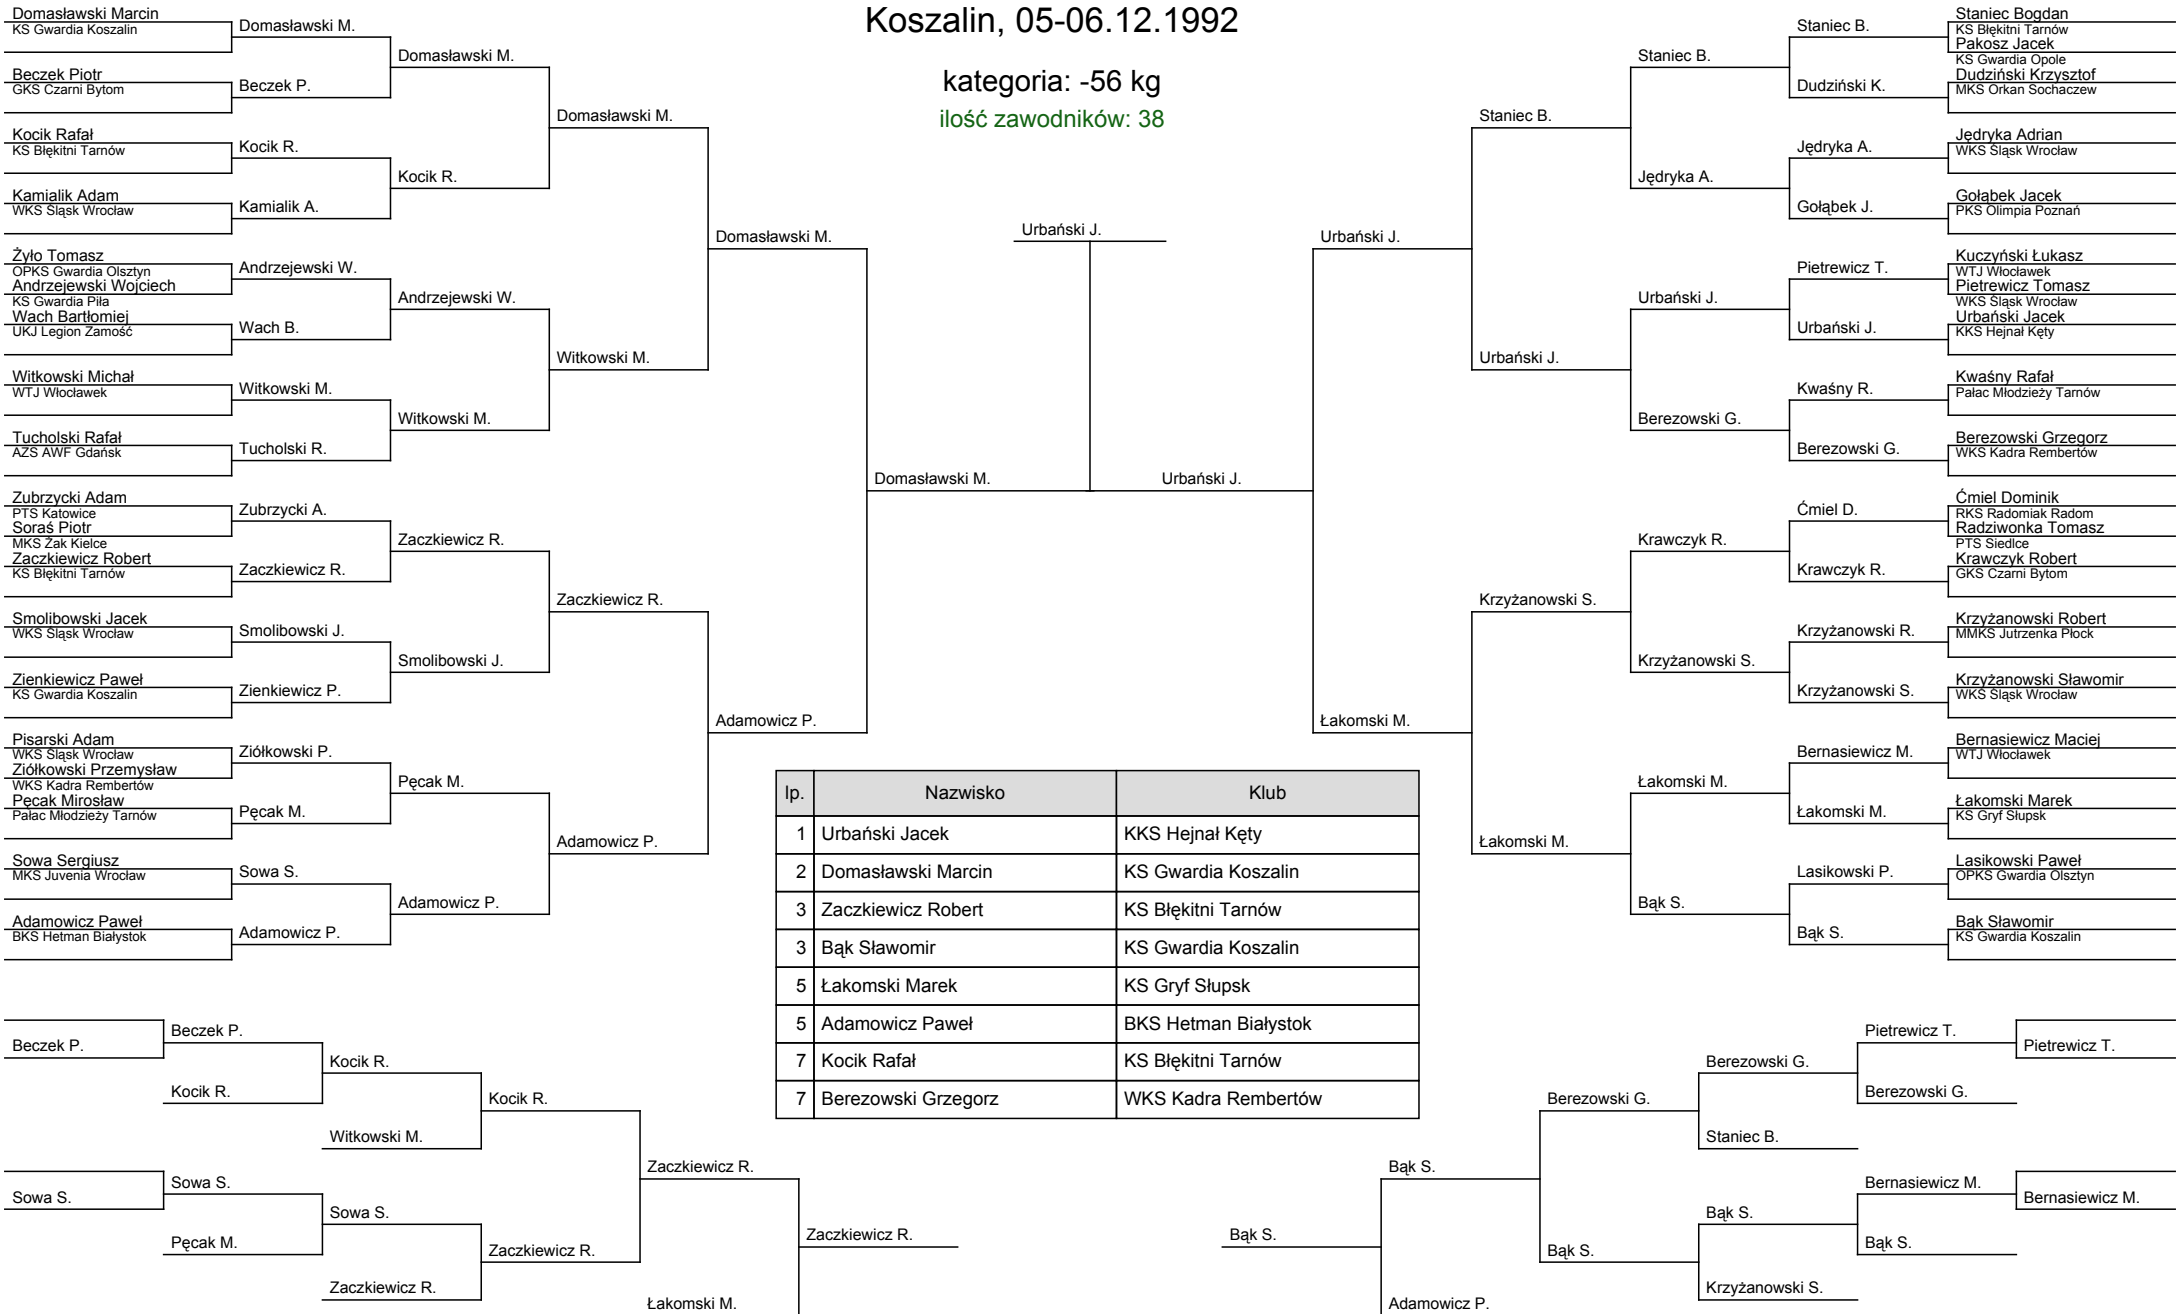 Koszalin, 05-06.12.1992
kategoria: -56 kg
ilość zawodników: 38
Domasławski Marcin
KS Gwardia Koszalin
Beczek Piotr
GKS Czarni Bytom
Kocik Rafał
KS Błękitni Tarnów
Kamialik Adam
WKS Śląsk Wrocław
Żyło Tomasz
OPKS Gwardia Olsztyn
Andrzejewski Wojciech
KS Gwardia Piła
Wach Bartłomiej
UKJ Legion Zamość
Witkowski Michał
WTJ Włocławek
Tucholski Rafał
AZS AWF Gdańsk
Zubrzycki Adam
PTS Katowice
Soraś Piotr
MKS Żak Kielce
Zaczkiewicz Robert
KS Błękitni Tarnów
Smolibowski Jacek
WKS Śląsk Wrocław
Zienkiewicz Paweł
KS Gwardia Koszalin
Pisarski Adam
WKS Śląsk Wrocław
Ziółkowski Przemysław
WKS Kadra Rembertów
Pęcak Mirosław
Pałac Młodzieży Tarnów
Sowa Sergiusz
MKS Juvenia Wrocław
Adamowicz Paweł
BKS Hetman Białystok
Domasławski M.
Beczek P.
Kocik R.
Kamialik A.
Andrzejewski W.
Wach B.
Witkowski M.
Tucholski R.
Zubrzycki A.
Zaczkiewicz R.
Smolibowski J.
Zienkiewicz P.
Ziółkowski P.
Pęcak M.
Sowa S.
Adamowicz P.
Domasławski M.
Kocik R.
Andrzejewski W.
Witkowski M.
Zaczkiewicz R.
Smolibowski J.
Pęcak M.
Adamowicz P.
Domasławski M.
Witkowski M.
Zaczkiewicz R.
Adamowicz P.
Domasławski M.
Adamowicz P.
Domasławski M.
Urbański J.
Urbański J.
Urbański J.
Łakomski M.
Staniec B.
Urbański J.
Krzyżanowski S.
Łakomski M.
Staniec B.
Jędryka A.
Urbański J.
Berezowski G.
Krawczyk R.
Krzyżanowski S.
Łakomski M.
Bąk S.
Staniec B.
Dudziński K.
Jędryka A.
Gołąbek J.
Pietrewicz T.
Urbański J.
Kwaśny R.
Berezowski G.
Ćmiel D.
Krawczyk R.
Krzyżanowski R.
Krzyżanowski S.
Bernasiewicz M.
Łakomski M.
Lasikowski P.
Bąk S.
Staniec Bogdan
KS Błękitni Tarnów
Pakosz Jacek
KS Gwardia Opole
Dudziński Krzysztof
MKS Orkan Sochaczew
Jędryka Adrian
WKS Śląsk Wrocław
Gołąbek Jacek
PKS Olimpia Poznań
Kuczyński Łukasz
WTJ Włocławek
Pietrewicz Tomasz
WKS Śląsk Wrocław
Urbański Jacek
KKS Hejnał Kęty
Kwaśny Rafał
Pałac Młodzieży Tarnów
Berezowski Grzegorz
WKS Kadra Rembertów
Ćmiel Dominik
RKS Radomiak Radom
Radziwonka Tomasz
PTS Siedlce
Krawczyk Robert
GKS Czarni Bytom
Krzyżanowski Robert
MMKS Jutrzenka Płock
Krzyżanowski Sławomir
WKS Śląsk Wrocław
Bernasiewicz Maciej
WTJ Włocławek
Łakomski Marek
KS Gryf Słupsk
Lasikowski Paweł
OPKS Gwardia Olsztyn
Bąk Sławomir
KS Gwardia Koszalin
lp. Nazwisko Klub
1 Urbański Jacek KKS Hejnał Kęty
2 Domasławski Marcin KS Gwardia Koszalin
3 Zaczkiewicz Robert KS Błękitni Tarnów
3 Bąk Sławomir KS Gwardia Koszalin
5 Łakomski Marek KS Gryf Słupsk
5 Adamowicz Paweł BKS Hetman Białystok
7 Kocik Rafał KS Błękitni Tarnów
7 Berezowski Grzegorz WKS Kadra Rembertów
Beczek P.
Sowa S.
Beczek P.
Kocik R.
Sowa S.
Pęcak M.
Kocik R.
Witkowski M.
Sowa S.
Zaczkiewicz R.
Kocik R.
Zaczkiewicz R.
Zaczkiewicz R.
Łakomski M.
Zaczkiewicz R.
Bąk S.
Bąk S.
Adamowicz P.
Berezowski G.
Bąk S.
Berezowski G.
Staniec B.
Bąk S.
Krzyżanowski S.
Pietrewicz T.
Berezowski G.
Bernasiewicz M.
Bąk S.
Pietrewicz T.
Bernasiewicz M.